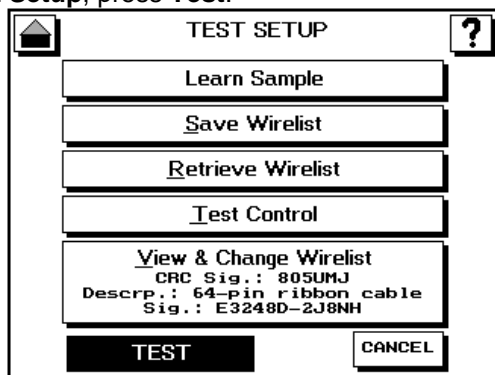 Setup, press Test.
TEST SETUP
?
Learn Sample
Save Wirelist
Retrieve Wirelist
Test Control
View & Change Wirelist
CRC Sig.: 805UMJ
Descrp.: 64-pin ribbon cable
Sig.: E3248D-2J8NH
TEST
CANCEL